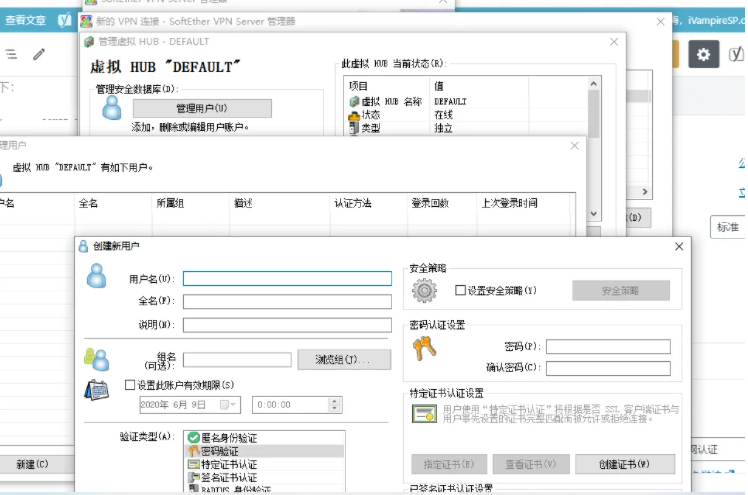 查看文章
SoftEther VPN Server 管理器
新的 VPN 连接 - SoftEther VPN Server 管理器
iVampireSP.c
管理虚拟 HUB - DEFAULT
虚拟 HUB "DEFAULT"
管理安全数据库(D):
管理用户(U)
添加，删除或编辑用户账户。
此虚拟 HUB 当前状态(R):
项目 值
虚拟 HUB 名称 DEFAULT
状态 在线
类型 独立
(D)
标准
理用户
虚拟 HUB "DEFAULT" 有如下用户。
户名 全名 所属组 描述 认证方法 登录回数 上次登录时间
新建(C)
创建新用户
用户名(U):
全名(F):
说明(N):
组名
(可选):
浏览组(J)...
设置此账户有效期限(S)
2020年 6月 9日 0:00:00
验证类型(A):
匿名身份验证
密码验证
特定证书认证
签名证书认证
RADIUS 身份验证
安全策略
设置安全策略(Y)
安全策略
密码认证设置
密码(P):
确认密码(C):
特定证书认证设置
用户使用“特定证书认证”将根据是否 SSL 客户端证书与
用户事先设置的证书完整匹配而被允许或拒绝连接。
指定证书(B)
查看证书(V)
创建证书(W)
已签名证书认证设置